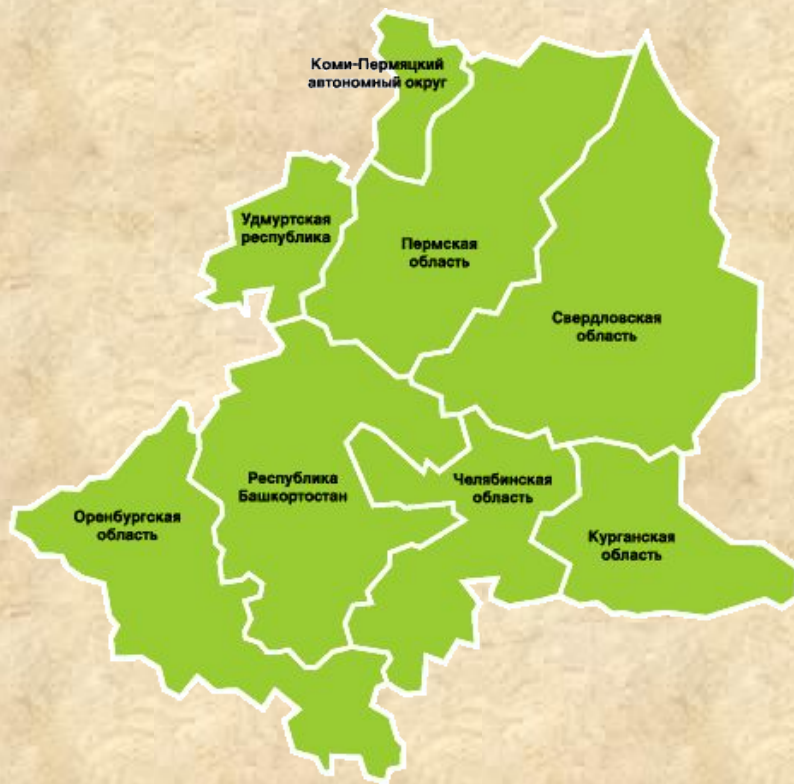 Коми-Пермяцкий
автономный округ
Удмуртская
республика
Пермская
область
Свердловская
область
Республика
Башкортостан
Челябинская
область
Оренбургская
область
Курганская
область